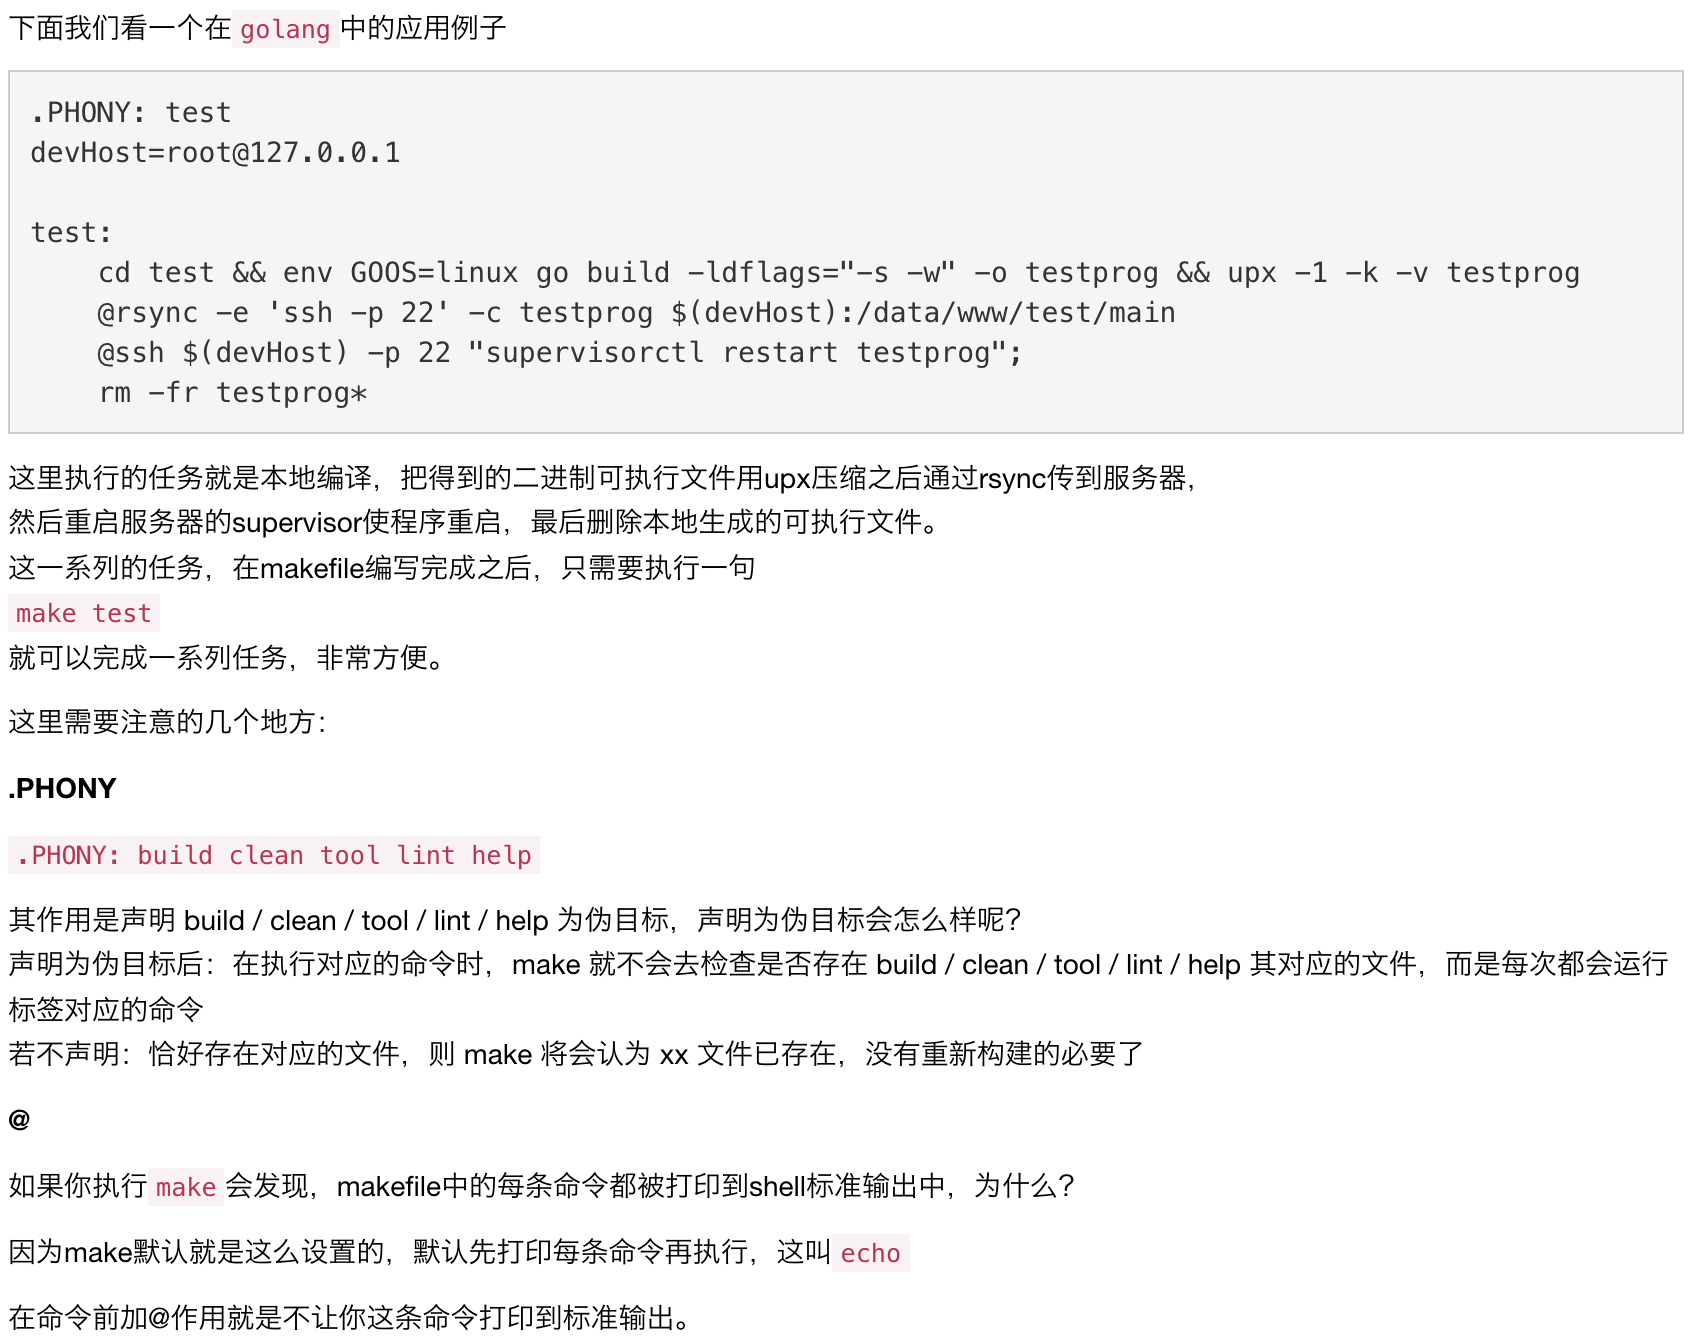 下面我们看一个在golang中的应用例子
.PHONY: test
devHost=root@127.0.0.1
test:
    cd test && env GOOS=linux go build -ldflags="-s -w" -o testprog && upx -1 -k -v testprog
    @rsync -e 'ssh -p 22' -c testprog $(devHost):/data/www/test/main
    @ssh $(devHost) -p 22 "supervisorctl restart testprog";
    rm -fr testprog*
这里执行的任务就是本地编译，把得到的二进制可执行文件用upx压缩之后通过rsync传到服务器，
然后重启服务器的supervisor使程序重启，最后删除本地生成的可执行文件。
这一系列的任务，在makefile编写完成之后，只需要执行一句
make test
就可以完成一系列任务，非常方便。
这里需要注意的几个地方：
.PHONY
.PHONY: build clean tool lint help
其作用是声明 build / clean / tool / lint / help 为伪目标，声明为伪目标会怎么样呢？
声明为伪目标后：在执行对应的命令时，make 就不会去检查是否存在 build / clean / tool / lint / help 其对应的文件，而是每次都会运行
标签对应的命令
若不声明：恰好存在对应的文件，则 make 将会认为 xx 文件已存在，没有重新构建的必要了
@
如果你执行make会发现，makefile中的每条命令都被打印到shell标准输出中，为什么？
因为make默认就是这么设置的，默认先打印每条命令再执行，这叫echo
在命令前加@作用就是不让你这条命令打印到标准输出。